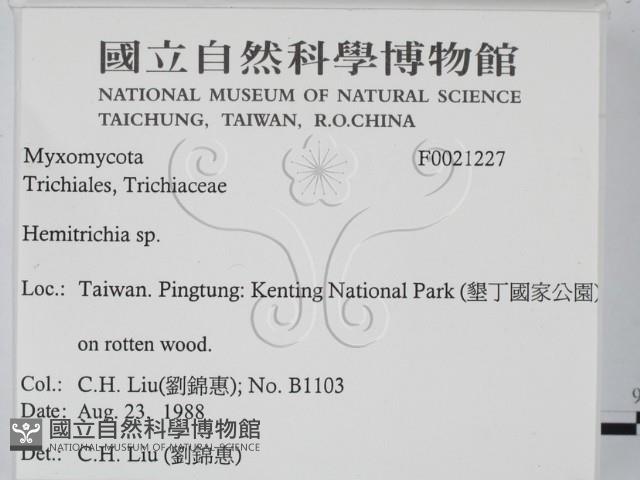 國立自然科學博物館
NATIONAL MUSEUM OF NATURAL SCIENCE
TAICHUNG, TAIWAN, R.O.CHINA
Myxomycota F0021227
Trichiales, Trichiaceae
Hemitrichia sp.
Loc.: Taiwan. Pingtung: Kenting National Park (墾丁國家公園)
on rotten wood.
Col.: C.H. Liu(劉錦惠); No. B1103
Date: Aug. 23, 1988
國立自然科學博物館
NATIONAL MUSEUM OF NATURAL SCIENCE
Det.: C.H. Liu (劉錦惠)
9